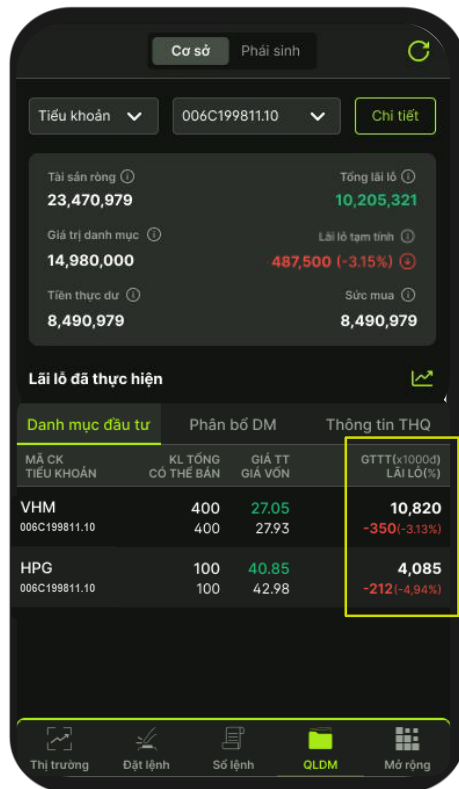 Cơ sở Phái sinh
Tiểu khoản 006C199811.10 Chi tiết
Tài sản ròng Tổng lãi lỗ
23,470,979 10,205,321
Giá trị danh mục Lãi lỗ tạm tính
14,980,000 487,500 (-3.15%)
Tiền thực dư Sức mua
8,490,979 8,490,979
Lãi lỗ đã thực hiện
Danh mục đầu tư Phân bổ DM Thông tin THQ
MÃ CK KL TỔNG GIÁ TT GTTT(x1000đ)
TIỂU KHOẢN CÓ THỂ BÁN GIÁ VỐN LÃI LỖ(%)
VHM 400 27.05 10,820
006C199811.10 400 27.93 -350(-3.13%)
HPG 100 40.85 4,085
006C199811.10 100 42.98 -212(-4,94%)
Thị trường Đặt lệnh Sổ lệnh QLDM Mở rộng